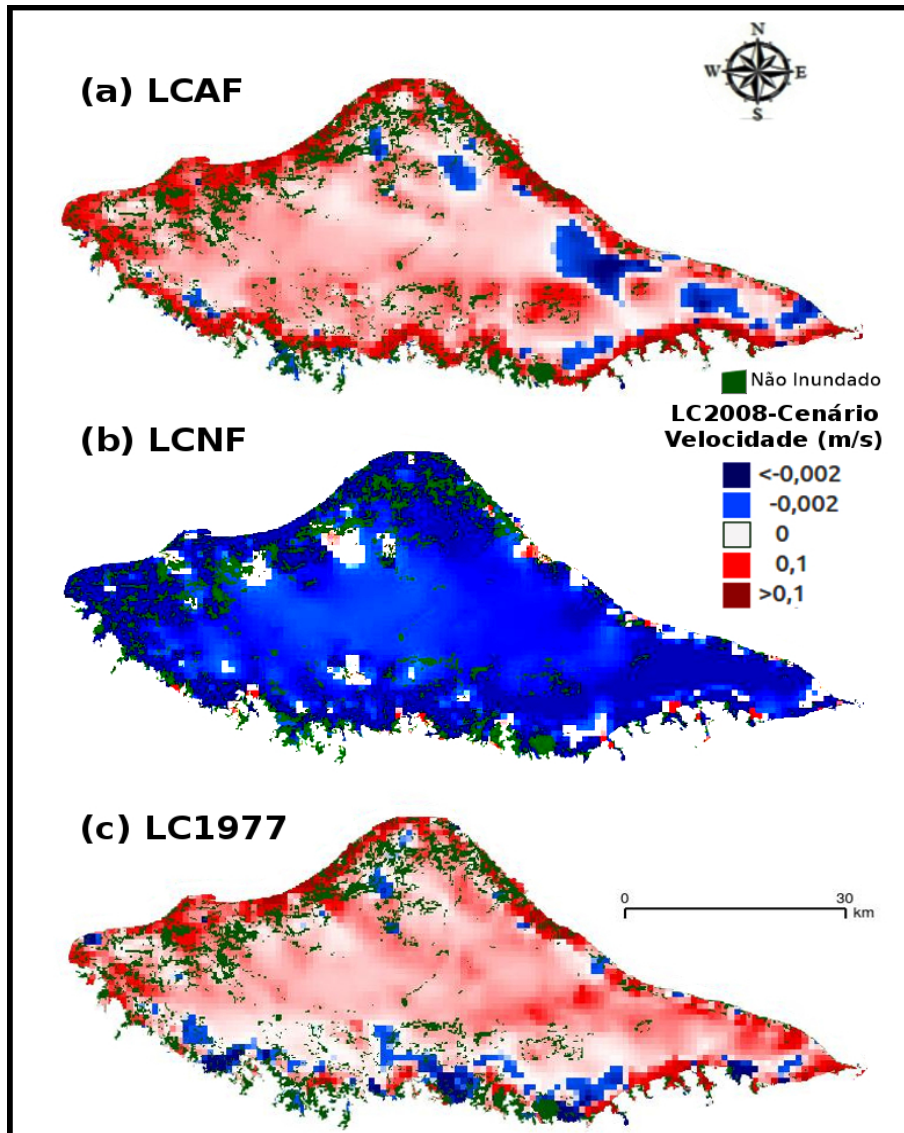 N
W E
S
(a) LCAF
Não Inundado
LC2008-Cenário
Velocidade (m/s)
<-0,002
-0,002
0
0,1
>0,1
(b) LCNF
(c) LC1977
0 30
km